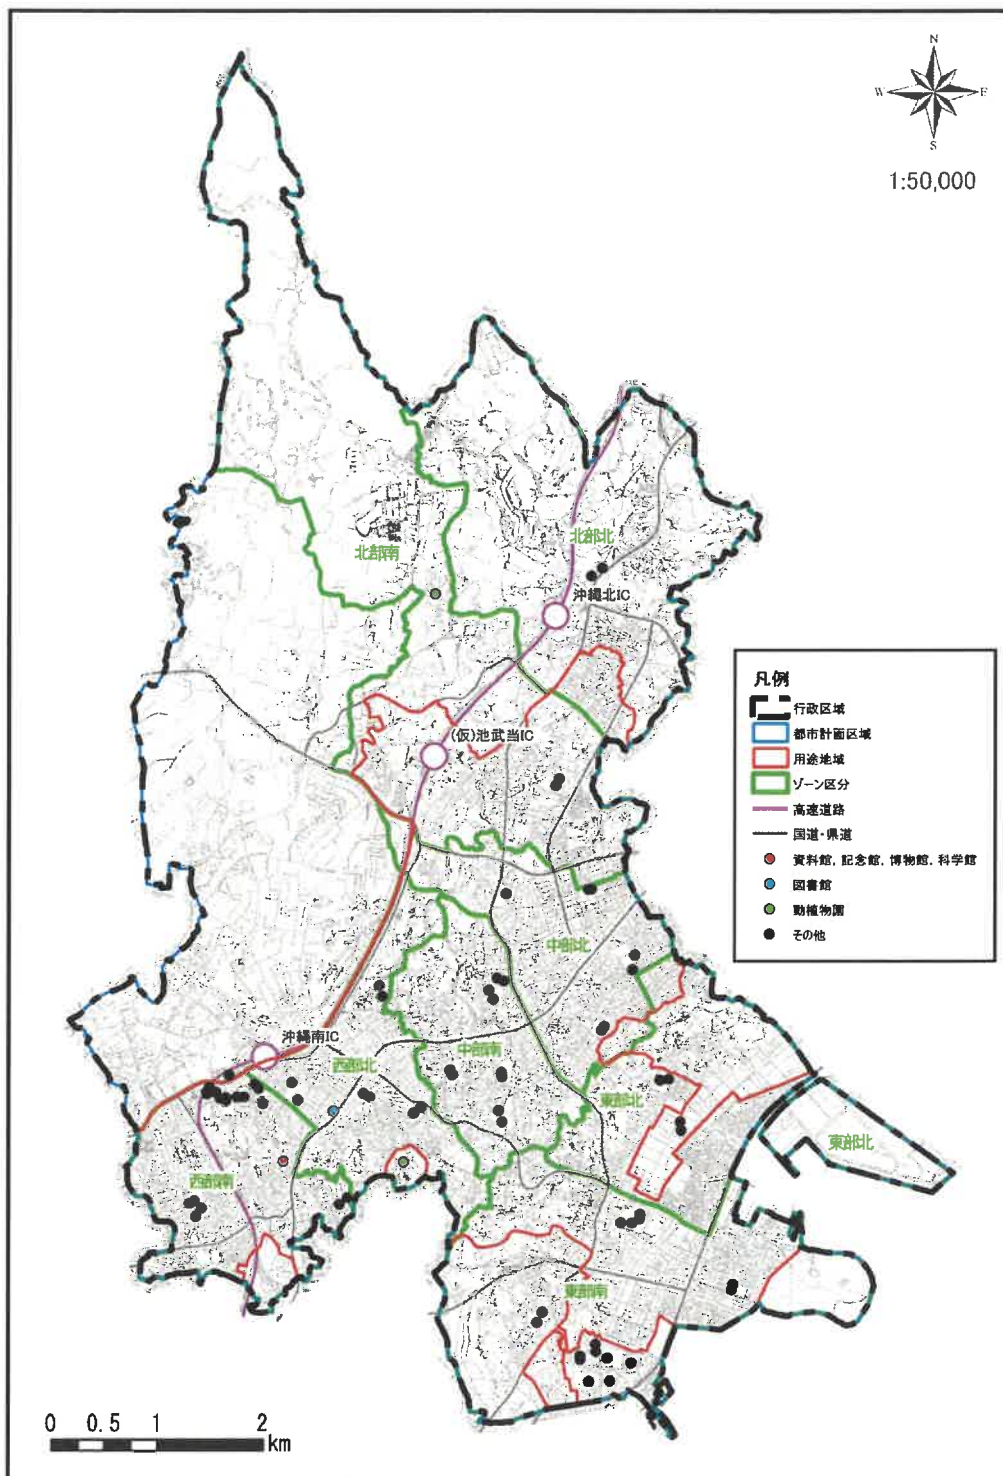 N
W E
S
1:50,000
北部北
北部南
沖縄北IC
(仮)池武当IC
凡例
行政区域
都市計画区域
用途地域
ゾーン区分
高速道路
国道・県道
資料館，記念館，博物館，科学館
図書館
動植物園
その他
中部北
沖縄南IC
西部北
中部南
東部北
東部北
西部南
東部南
0 0.5 1 2
km